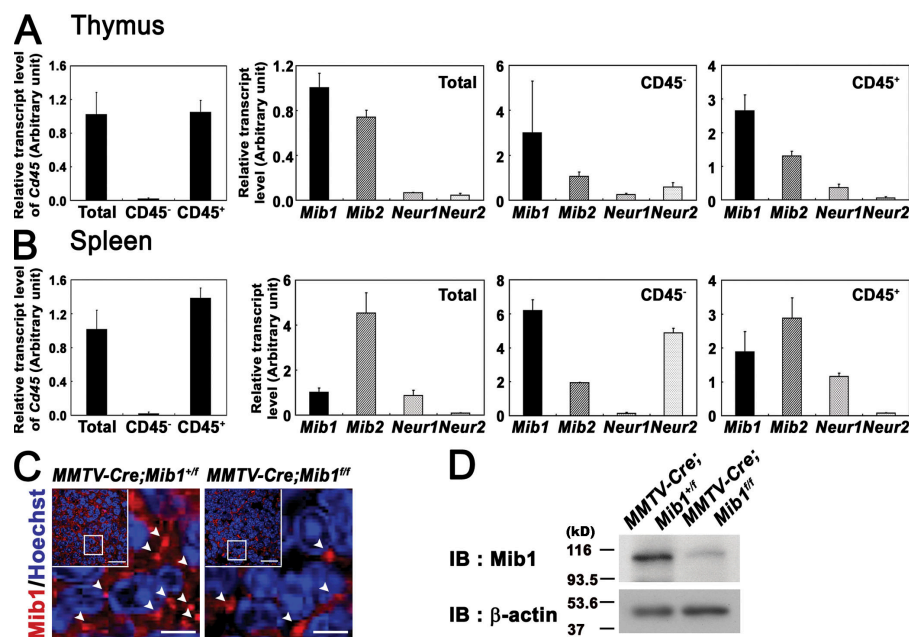 A Thymus
Relative transcript level
of Cd45 (Arbitrary unit)
1.6
1.2
0.8
0.4
0.0
Total CD45⁻ CD45⁺
Relative transcript
level (Arbitrary unit)
1.2
0.8
0.4
0.0
Total
Mib1 Mib2 Neur1 Neur2
6
4
2
0
CD45⁻
Mib1 Mib2 Neur1 Neur2
4
3
2
1
0
CD45⁺
Mib1 Mib2 Neur1 Neur2
B Spleen
Relative transcript level
of Cd45 (Arbitrary unit)
1.6
1.2
0.8
0.4
0.0
Total CD45⁻ CD45⁺
Relative transcript
level (Arbitrary unit)
6
4
2
0
Total
Mib1 Mib2 Neur1 Neur2
8
6
4
2
0
CD45⁻
Mib1 Mib2 Neur1 Neur2
4
3
2
1
0
CD45⁺
Mib1 Mib2 Neur1 Neur2
C
MMTV-Cre;Mib1+/f MMTV-Cre;Mib1f/f
Mib1/Hoechst
D
MMTV-Cre;
Mib1+/f
MMTV-Cre;
Mib1f/f
(kD)
IB : Mib1
116
93.5
IB : β-actin
53.6
37